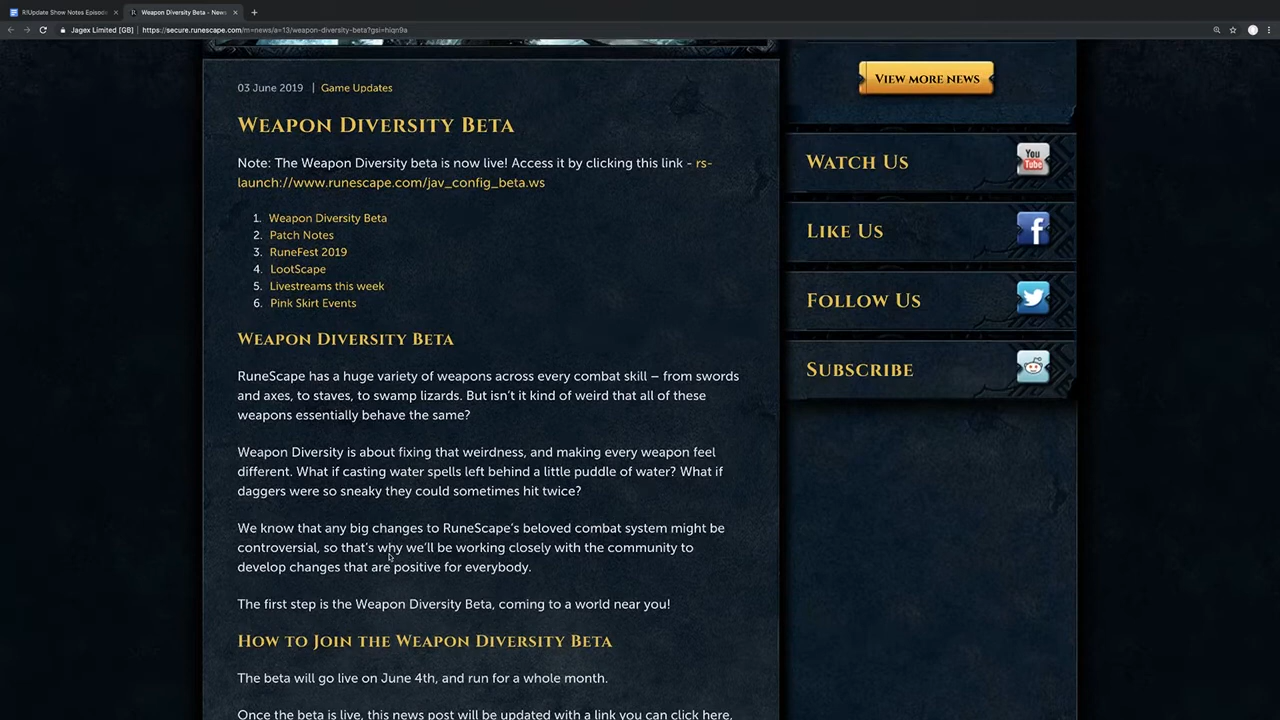 R!Update Show Notes Episode
Weapon Diversity Beta - News
Jagex Limited [GB] | https://secure.runescape.com/m=news/a=13/weapon-diversity-beta?gsi=hiqn9a
03 June 2019 | Game Updates
Weapon Diversity Beta
Note: The Weapon Diversity beta is now live! Access it by clicking this link - rs-
launch://www.runescape.com/jav_config_beta.ws
1. Weapon Diversity Beta
2. Patch Notes
3. RuneFest 2019
4. LootScape
5. Livestreams this week
6. Pink Skirt Events
Weapon Diversity Beta
RuneScape has a huge variety of weapons across every combat skill – from swords
and axes, to staves, to swamp lizards. But isn't it kind of weird that all of these
weapons essentially behave the same?
Weapon Diversity is about fixing that weirdness, and making every weapon feel
different. What if casting water spells left behind a little puddle of water? What if
daggers were so sneaky they could sometimes hit twice?
We know that any big changes to RuneScape's beloved combat system might be
controversial, so that's why we'll be working closely with the community to
develop changes that are positive for everybody.
The first step is the Weapon Diversity Beta, coming to a world near you!
How to Join the Weapon Diversity Beta
The beta will go live on June 4th, and run for a whole month.
Once the beta is live, this news post will be updated with a link you can click here,
View more news
Watch Us
You
Tube
Like Us
Follow Us
Subscribe